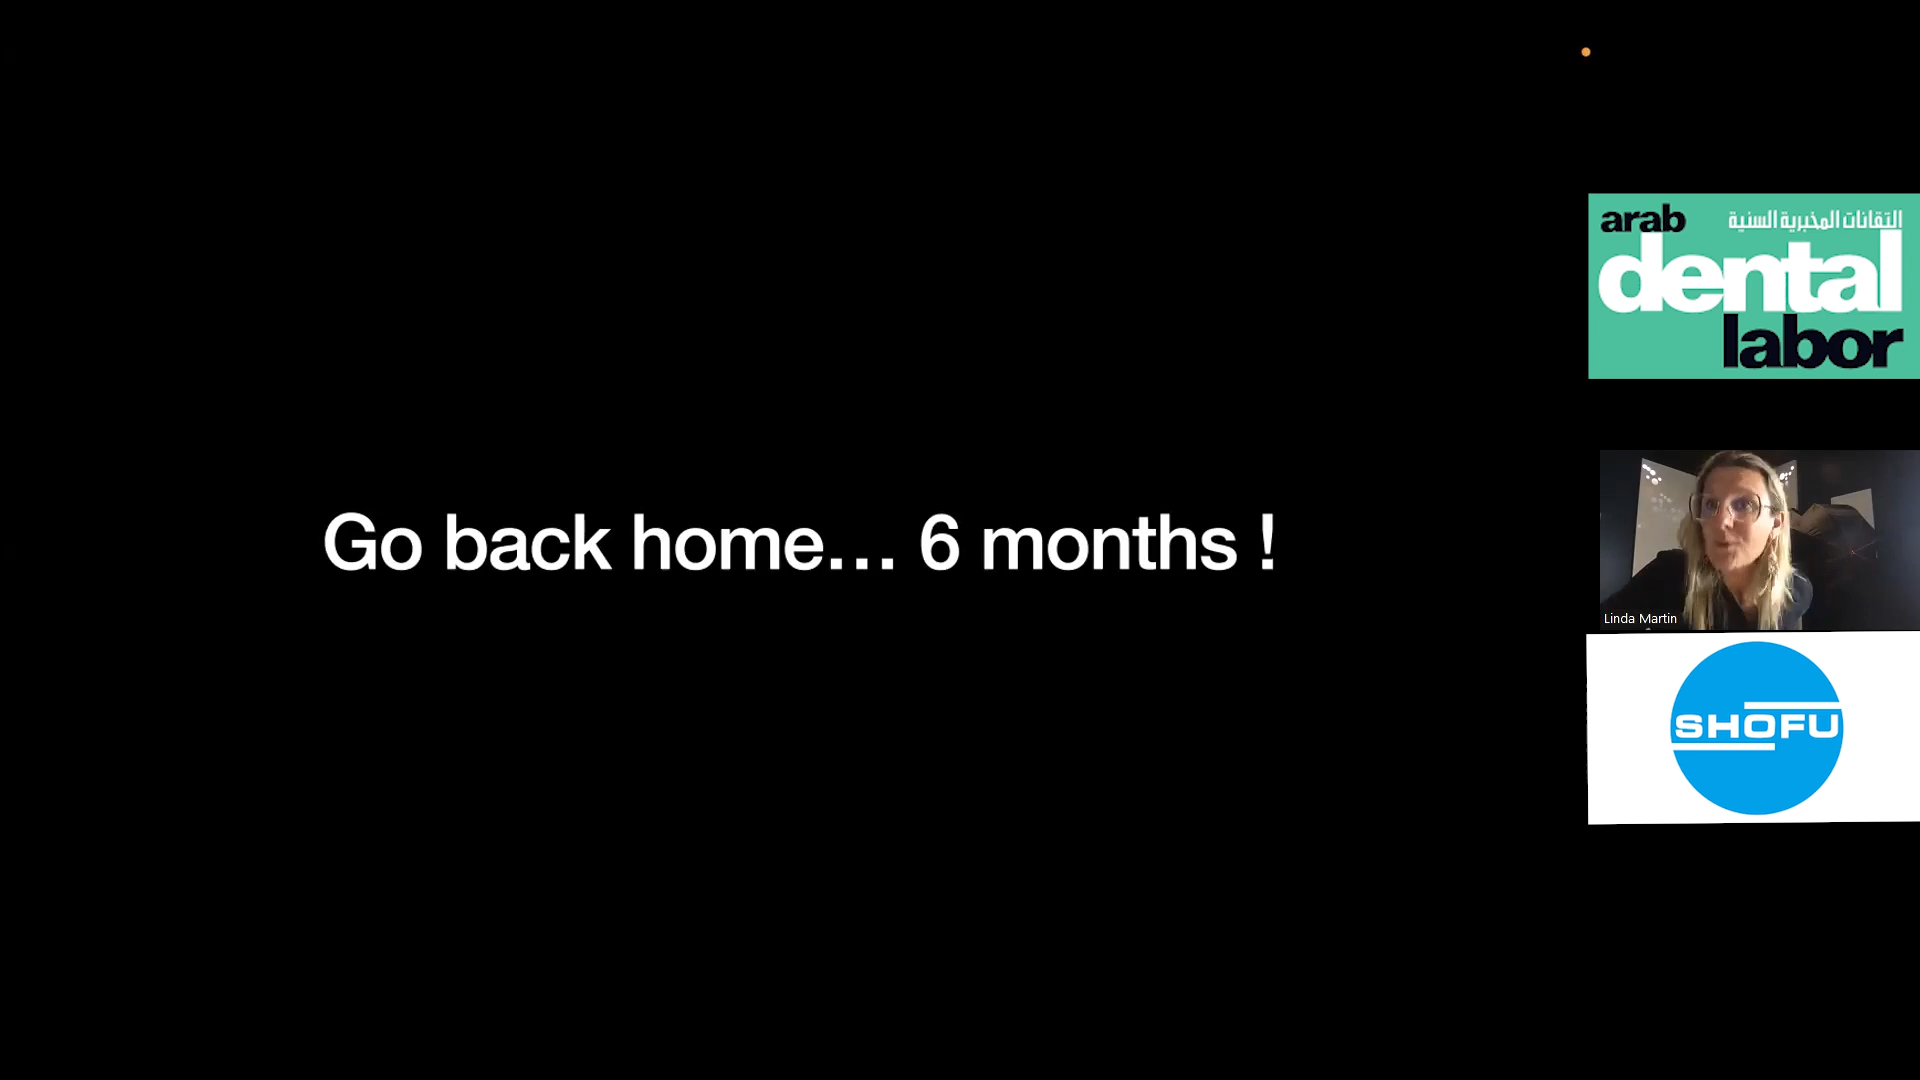 Go back home... 6 months !
arab
التقانات المخبرية السنية
dental
labor
Linda Martin
SHOFU